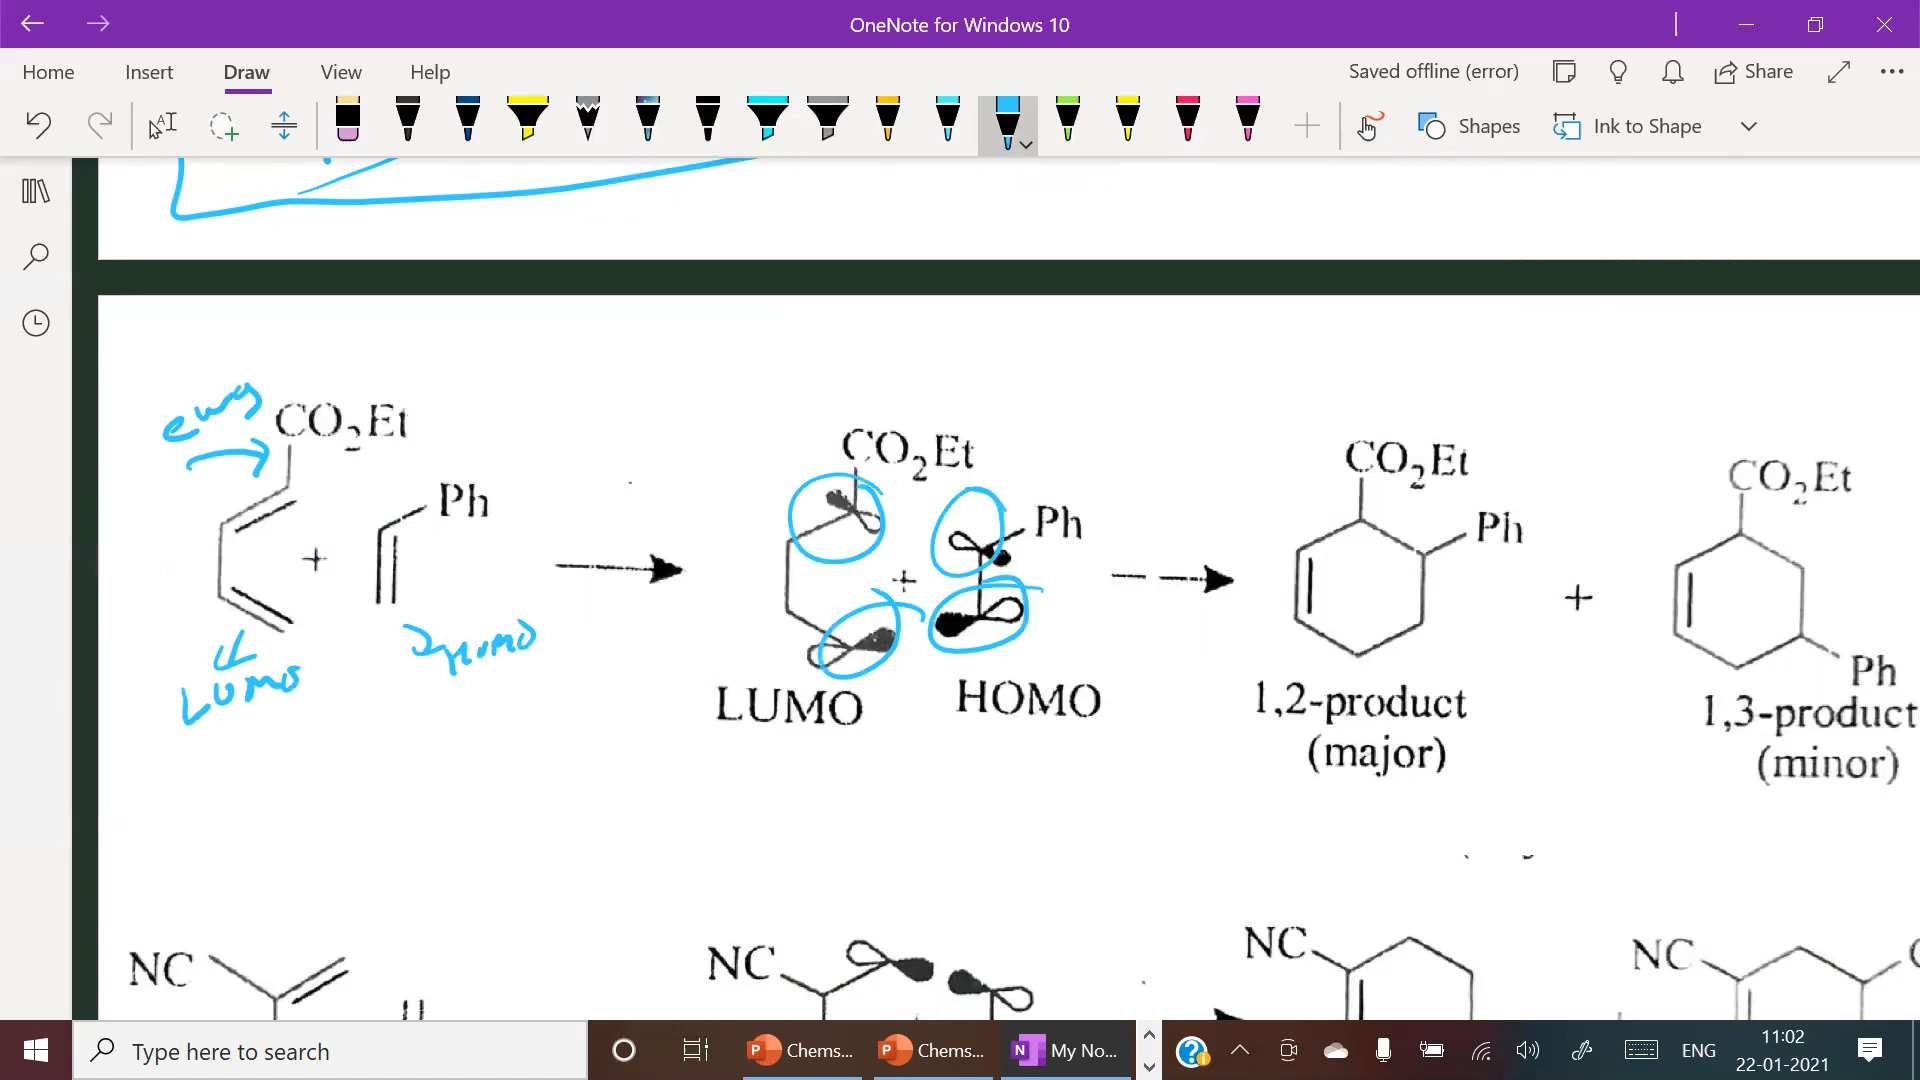 OneNote for Windows 10
Home Insert Draw View Help
Saved offline (error) Share
Shapes Ink to Shape
ewg
CO₂Et
Ph
+
HOMO
LUMO
CO₂Et
Ph
+
LUMO HOMO
CO₂Et
Ph
1,2-product
(major)
+
CO₂Et
Ph
1,3-product
(minor)
NC
NC
NC
NC
Type here to search
Chems...
Chems...
My No...
ENG
11:02
22-01-2021